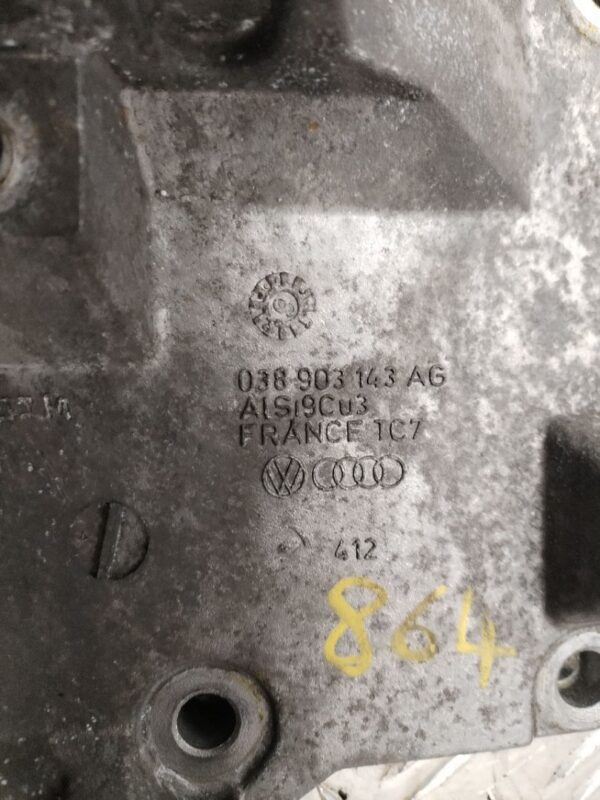 038 903 143 AG
AlSi9Cu3
FRANCE TC7
412
864